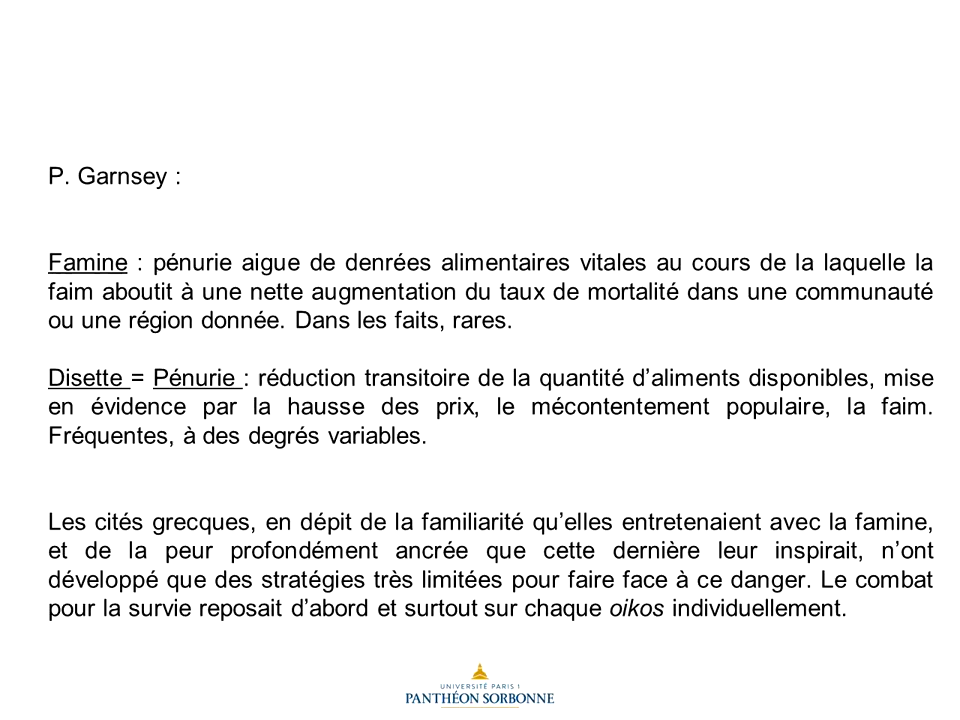 P. Garnsey :
Famine : pénurie aigue de denrées alimentaires vitales au cours de la laquelle la
faim aboutit à une nette augmentation du taux de mortalité dans une communauté
ou une région donnée. Dans les faits, rares.
Disette = Pénurie : réduction transitoire de la quantité d’aliments disponibles, mise
en évidence par la hausse des prix, le mécontentement populaire, la faim.
Fréquentes, à des degrés variables.
Les cités grecques, en dépit de la familiarité qu’elles entretenaient avec la famine,
et de la peur profondément ancrée que cette dernière leur inspirait, n’ont
développé que des stratégies très limitées pour faire face à ce danger. Le combat
pour la survie reposait d’abord et surtout sur chaque oikos individuellement.
UNIVERSITÉ PARIS 1
PANTHÉON SORBONNE